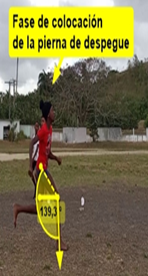 Fase de colocación
de la pierna de despegue
139,3°